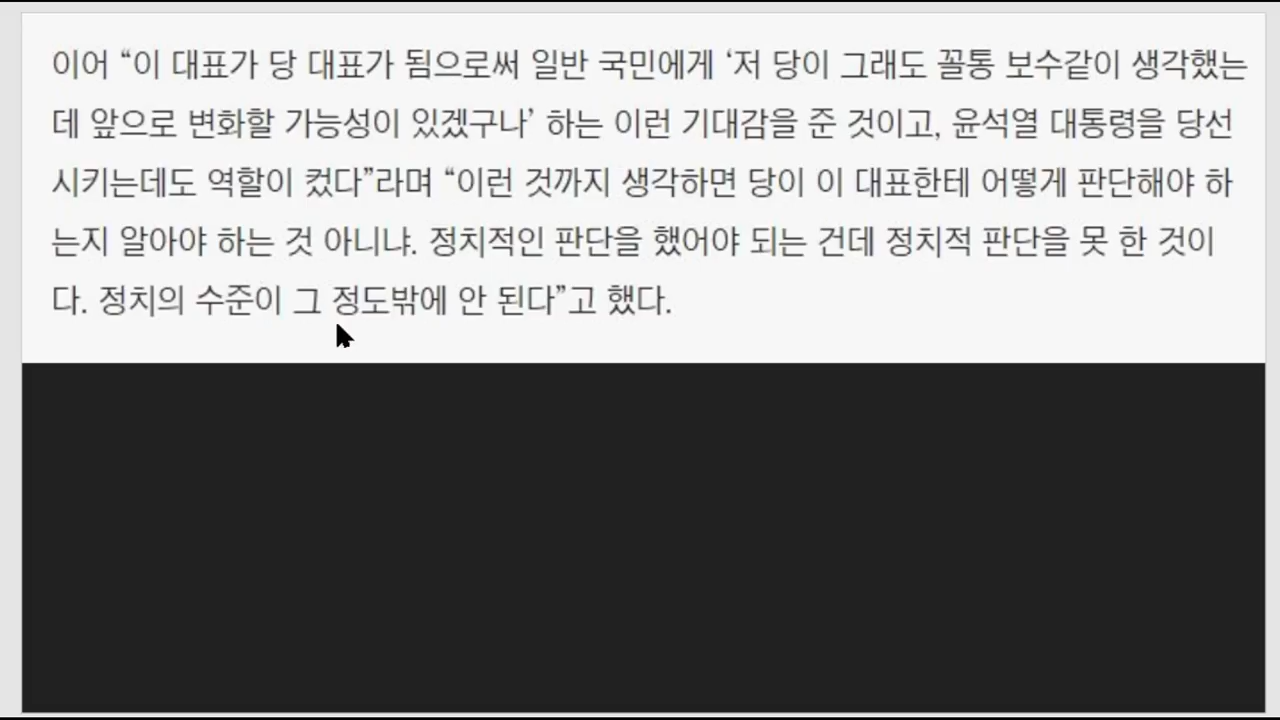 이어 “이 대표가 당 대표가 됨으로써 일반 국민에게 ‘저 당이 그래도 꼴통 보수같이 생각했는
데 앞으로 변화할 가능성이 있겠구나’ 하는 이런 기대감을 준 것이고, 윤석열 대통령을 당선
시키는데도 역할이 컸다”라며 “이런 것까지 생각하면 당이 이 대표한테 어떻게 판단해야 하
는지 알아야 하는 것 아니냐. 정치적인 판단을 했어야 되는 건데 정치적 판단을 못 한 것이
다. 정치의 수준이 그 정도밖에 안 된다”고 했다.